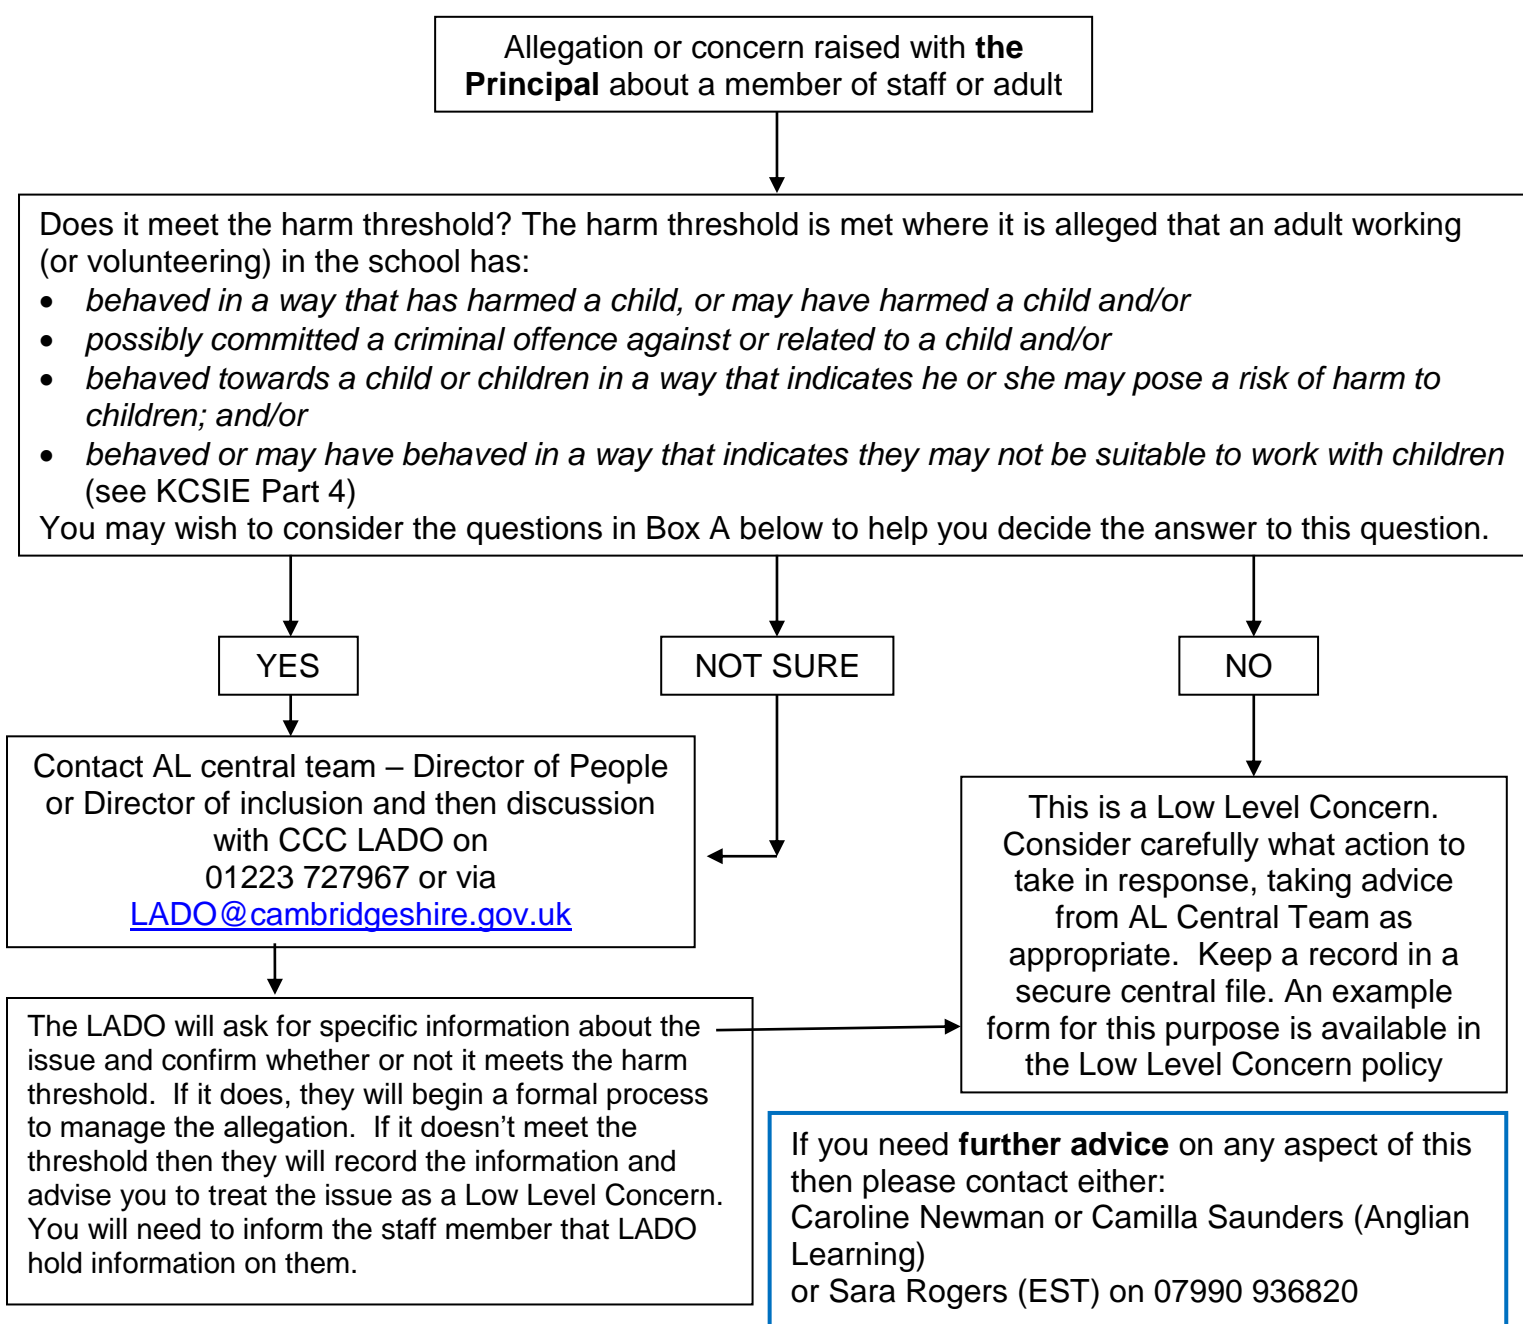 Allegation or concern raised with the
Principal about a member of staff or adult
Does it meet the harm threshold? The harm threshold is met where it is alleged that an adult working
(or volunteering) in the school has:
• behaved in a way that has harmed a child, or may have harmed a child and/or
• possibly committed a criminal offence against or related to a child and/or
• behaved towards a child or children in a way that indicates he or she may pose a risk of harm to
children; and/or
• behaved or may have behaved in a way that indicates they may not be suitable to work with children
(see KCSIE Part 4)
You may wish to consider the questions in Box A below to help you decide the answer to this question.
YES
NOT SURE
NO
Contact AL central team – Director of People
or Director of inclusion and then discussion
with CCC LADO on
01223 727967 or via
LADO@cambridgeshire.gov.uk
This is a Low Level Concern.
Consider carefully what action to
take in response, taking advice
from AL Central Team as
appropriate.  Keep a record in a
secure central file. An example
form for this purpose is available in
the Low Level Concern policy
The LADO will ask for specific information about the
issue and confirm whether or not it meets the harm
threshold.  If it does, they will begin a formal process
to manage the allegation.  If it doesn’t meet the
threshold then they will record the information and
advise you to treat the issue as a Low Level Concern.
You will need to inform the staff member that LADO
hold information on them.
If you need further advice on any aspect of this
then please contact either:
Caroline Newman or Camilla Saunders (Anglian
Learning)
or Sara Rogers (EST) on 07990 936820